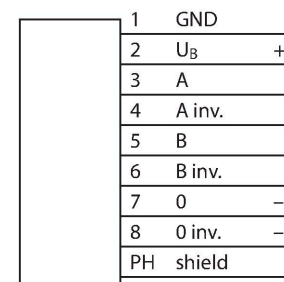 1 GND
2 U_B +
3 A
4 A inv.
5 B
6 B inv.
7 0 –
8 0 inv. –
PH shield